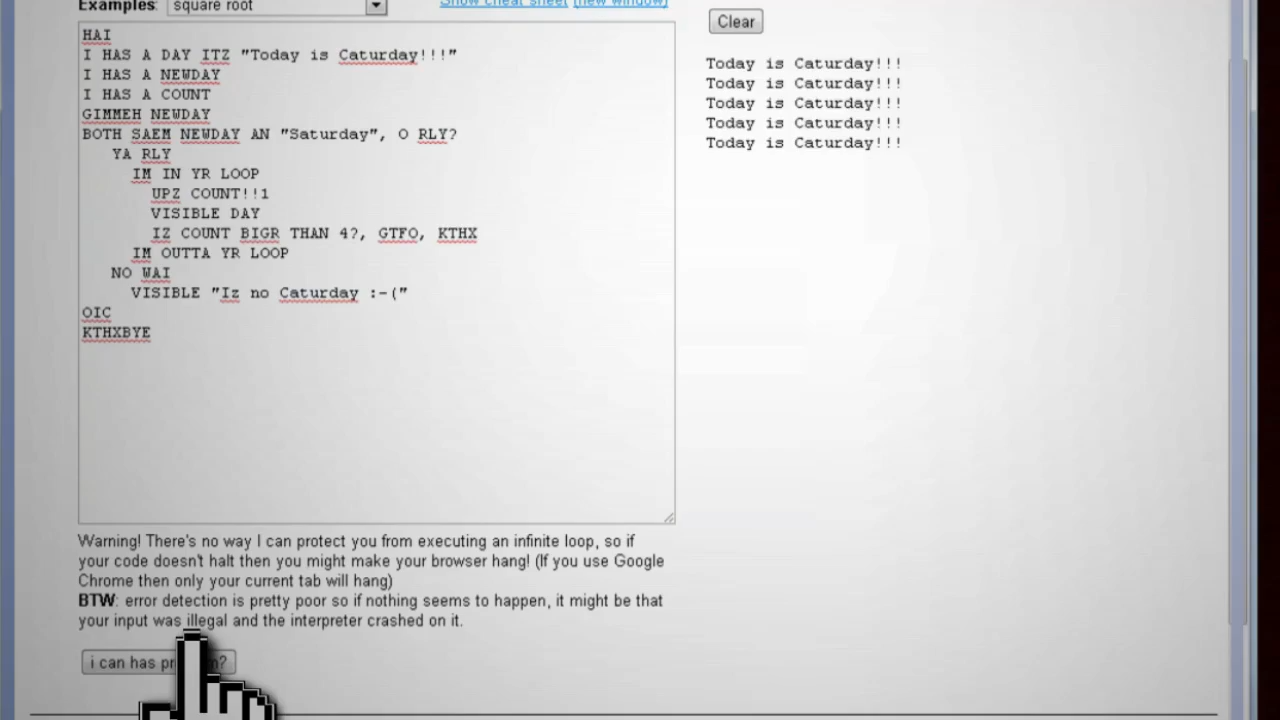 Examples: square root
Show cheat sheet (new window)
HAI
I HAS A DAY ITZ "Today is Caturday!!!"
I HAS A NEWDAY
I HAS A COUNT
GIMMEH NEWDAY
BOTH SAEM NEWDAY AN "Saturday", O RLY?
YA RLY
IM IN YR LOOP
UPZ COUNT!!1
VISIBLE DAY
IZ COUNT BIGR THAN 4?, GTFO, KTHX
IM OUTTA YR LOOP
NO WAI
VISIBLE "Iz no Caturday :-("
OIC
KTHXBYE
Warning! There's no way I can protect you from executing an infinite loop, so if
your code doesn't halt then you might make your browser hang! (If you use Google
Chrome then only your current tab will hang)
BTW: error detection is pretty poor so if nothing seems to happen, it might be that
your input was illegal and the interpreter crashed on it.
i can has
Clear
Today is Caturday!!!
Today is Caturday!!!
Today is Caturday!!!
Today is Caturday!!!
Today is Caturday!!!